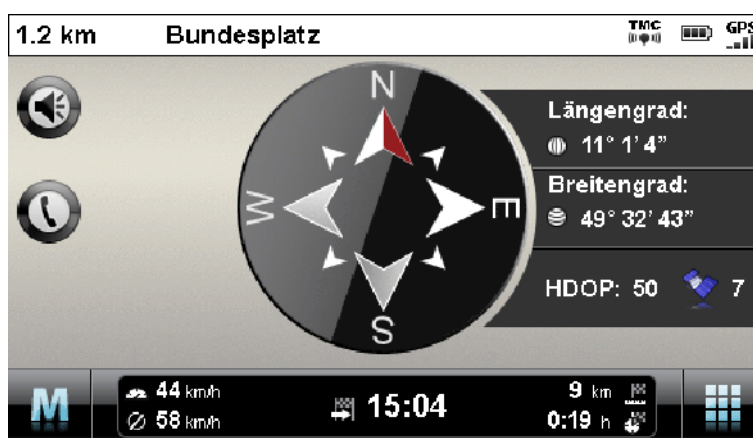 1.2 km Bundesplatz TMC GPS
N
W
E
S
Längengrad:
11° 1' 4"
Breitengrad:
49° 32' 43"
HDOP: 50 7
M
44 km/h
58 km/h
15:04
9 km
0:19 h